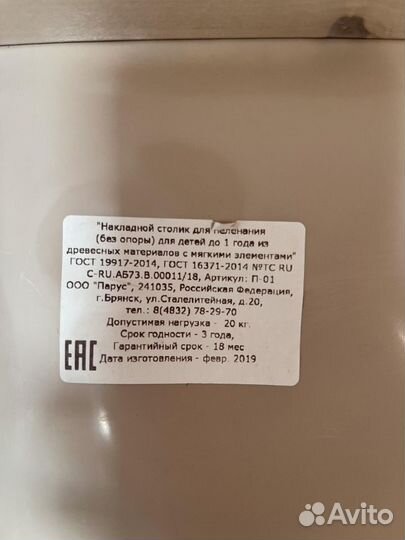 "Накладной столик для пеленания
(без опоры) для детей до 1 года из
древесных материалов с мягкими элементами"
ГОСТ 19917-2014, ГОСТ 16371-2014 №ТС RU
C-RU.АБ73.В.00011/18, Артикул: П-01
ООО "Парус", 241035, Российская Федерация,
г.Брянск, ул.Сталелитейная, д.20,
тел.: 8(4832) 78-29-70
Допустимая нагрузка - 20 кг.
Срок годности - 3 года,
Гарантийный срок - 18 мес
Дата изготовления - февр. 2019
EAC
Avito